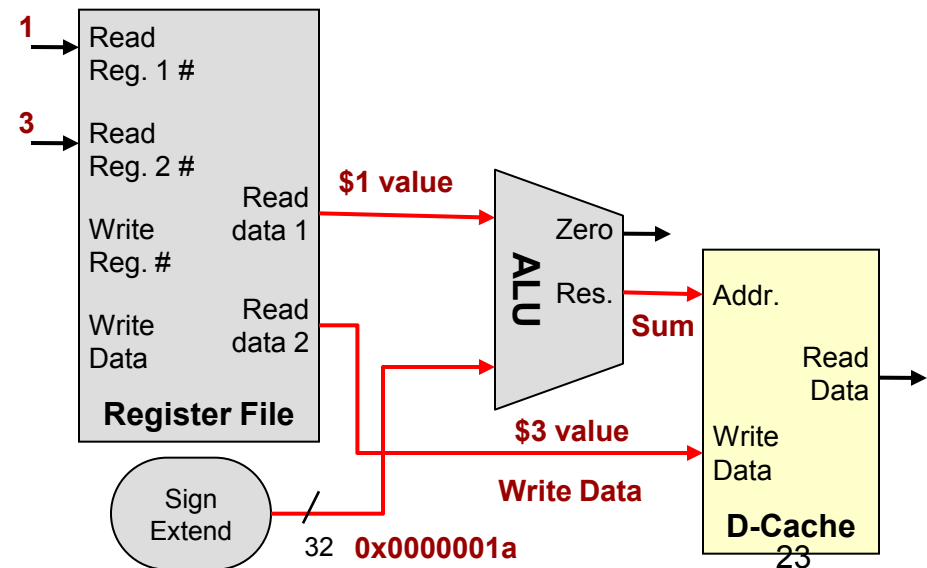 1
Read
Reg. 1 #
3
Read
Reg. 2 #
Write
Reg. #
Write
Data
Read
data 1
Read
data 2
Register File
$1 value
ALU
Zero
Res.
Sum
Addr.
Read
Data
Write
Data
D-Cache
$3 value
Write Data
Sign
Extend
32
0x0000001a
23